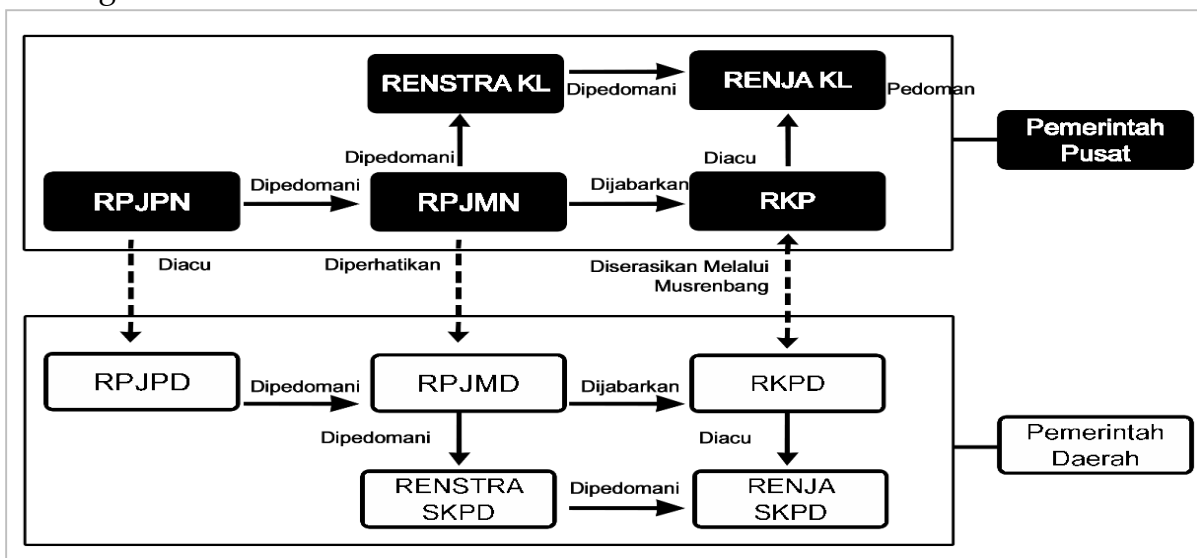 RENSTRA KL
Dipedomani
RENJA KL
Pedoman
Pemerintah
Pusat
Dipedomani
Diacu
RPJPN
Dipedomani
RPJMN
Dijabarkan
RKP
Diacu
Diperhatikan
Diserasikan Melalui
Musrenbang
RPJPD
Dipedomani
RPJMD
Dijabarkan
RKPD
Dipedomani
Diacu
Pemerintah
Daerah
RENSTRA
SKPD
Dipedomani
RENJA
SKPD